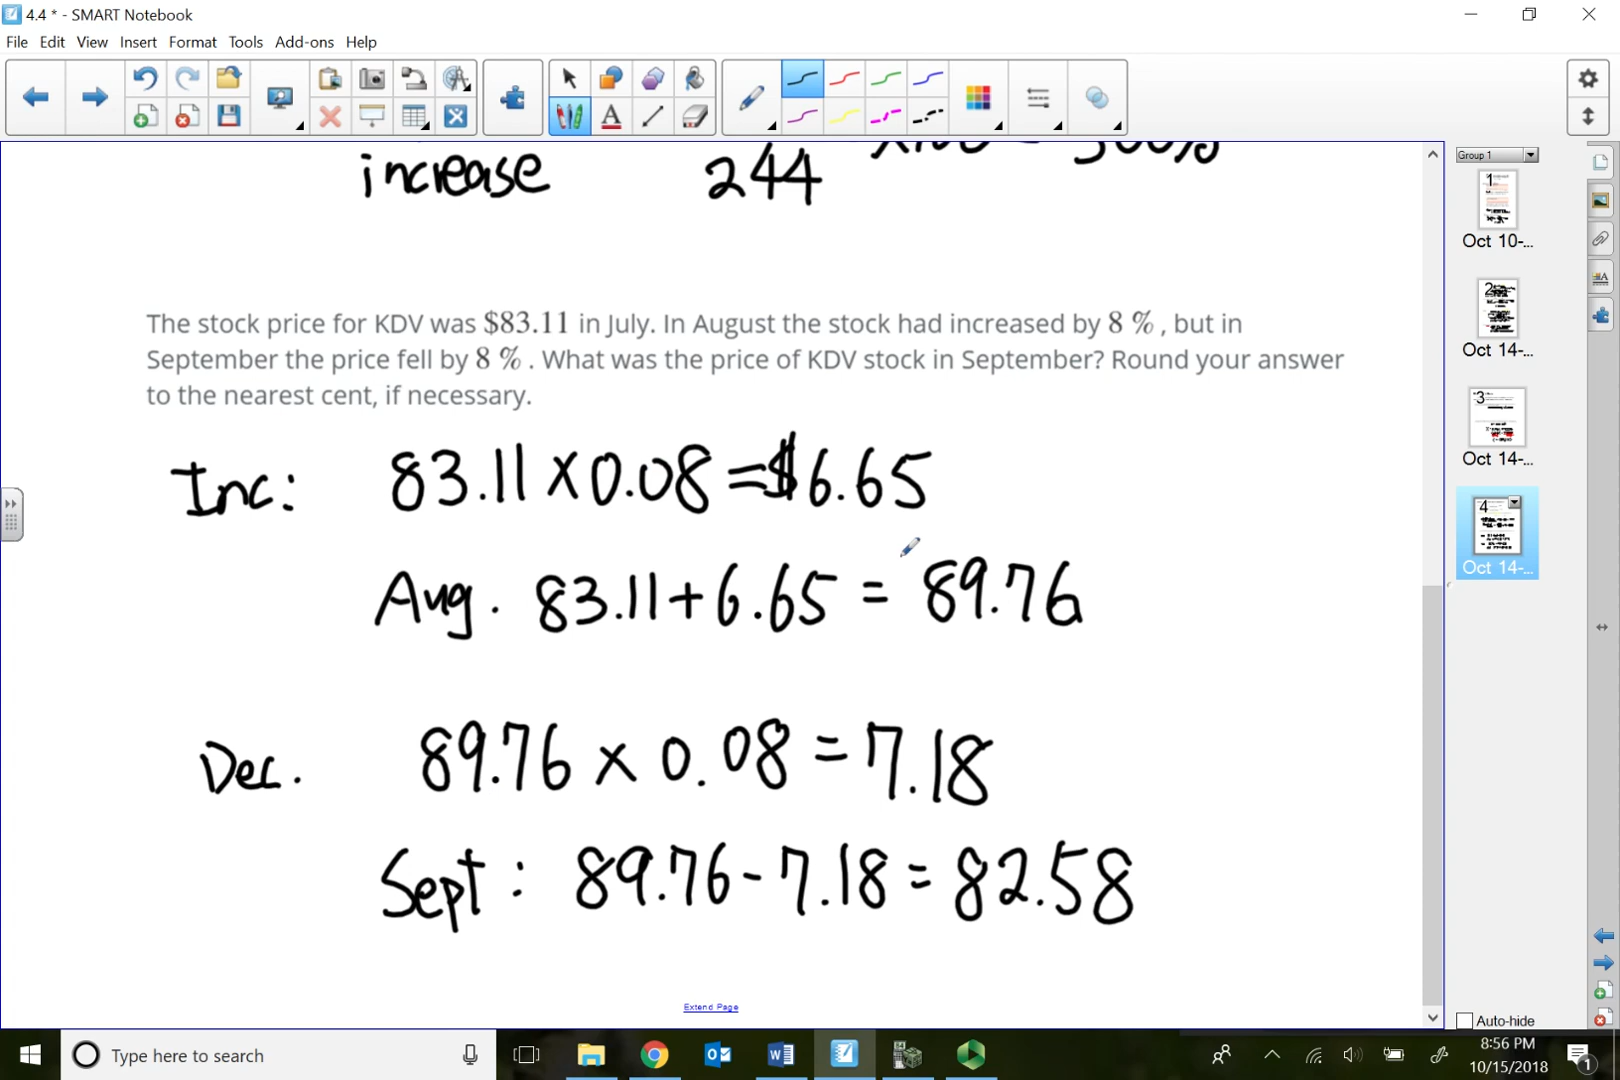 4.4 * - SMART Notebook
File Edit View Insert Format Tools Add-ons Help
increase 244
The stock price for KDV was $83.11 in July. In August the stock had increased by 8 % , but in
September the price fell by 8 % . What was the price of KDV stock in September? Round your answer
to the nearest cent, if necessary.
Inc: 83.11 x 0.08 = $6.65
Aug. 83.11 + 6.65 = 89.76
Dec. 89.76 x 0.08 = 7.18
Sept : 89.76 - 7.18 = 82.58
Extend Page
Group 1
1
Oct 10-...
2
Oct 14-...
3
Oct 14-...
4
Oct 14-...
Auto-hide
Type here to search
8:56 PM
10/15/2018
1